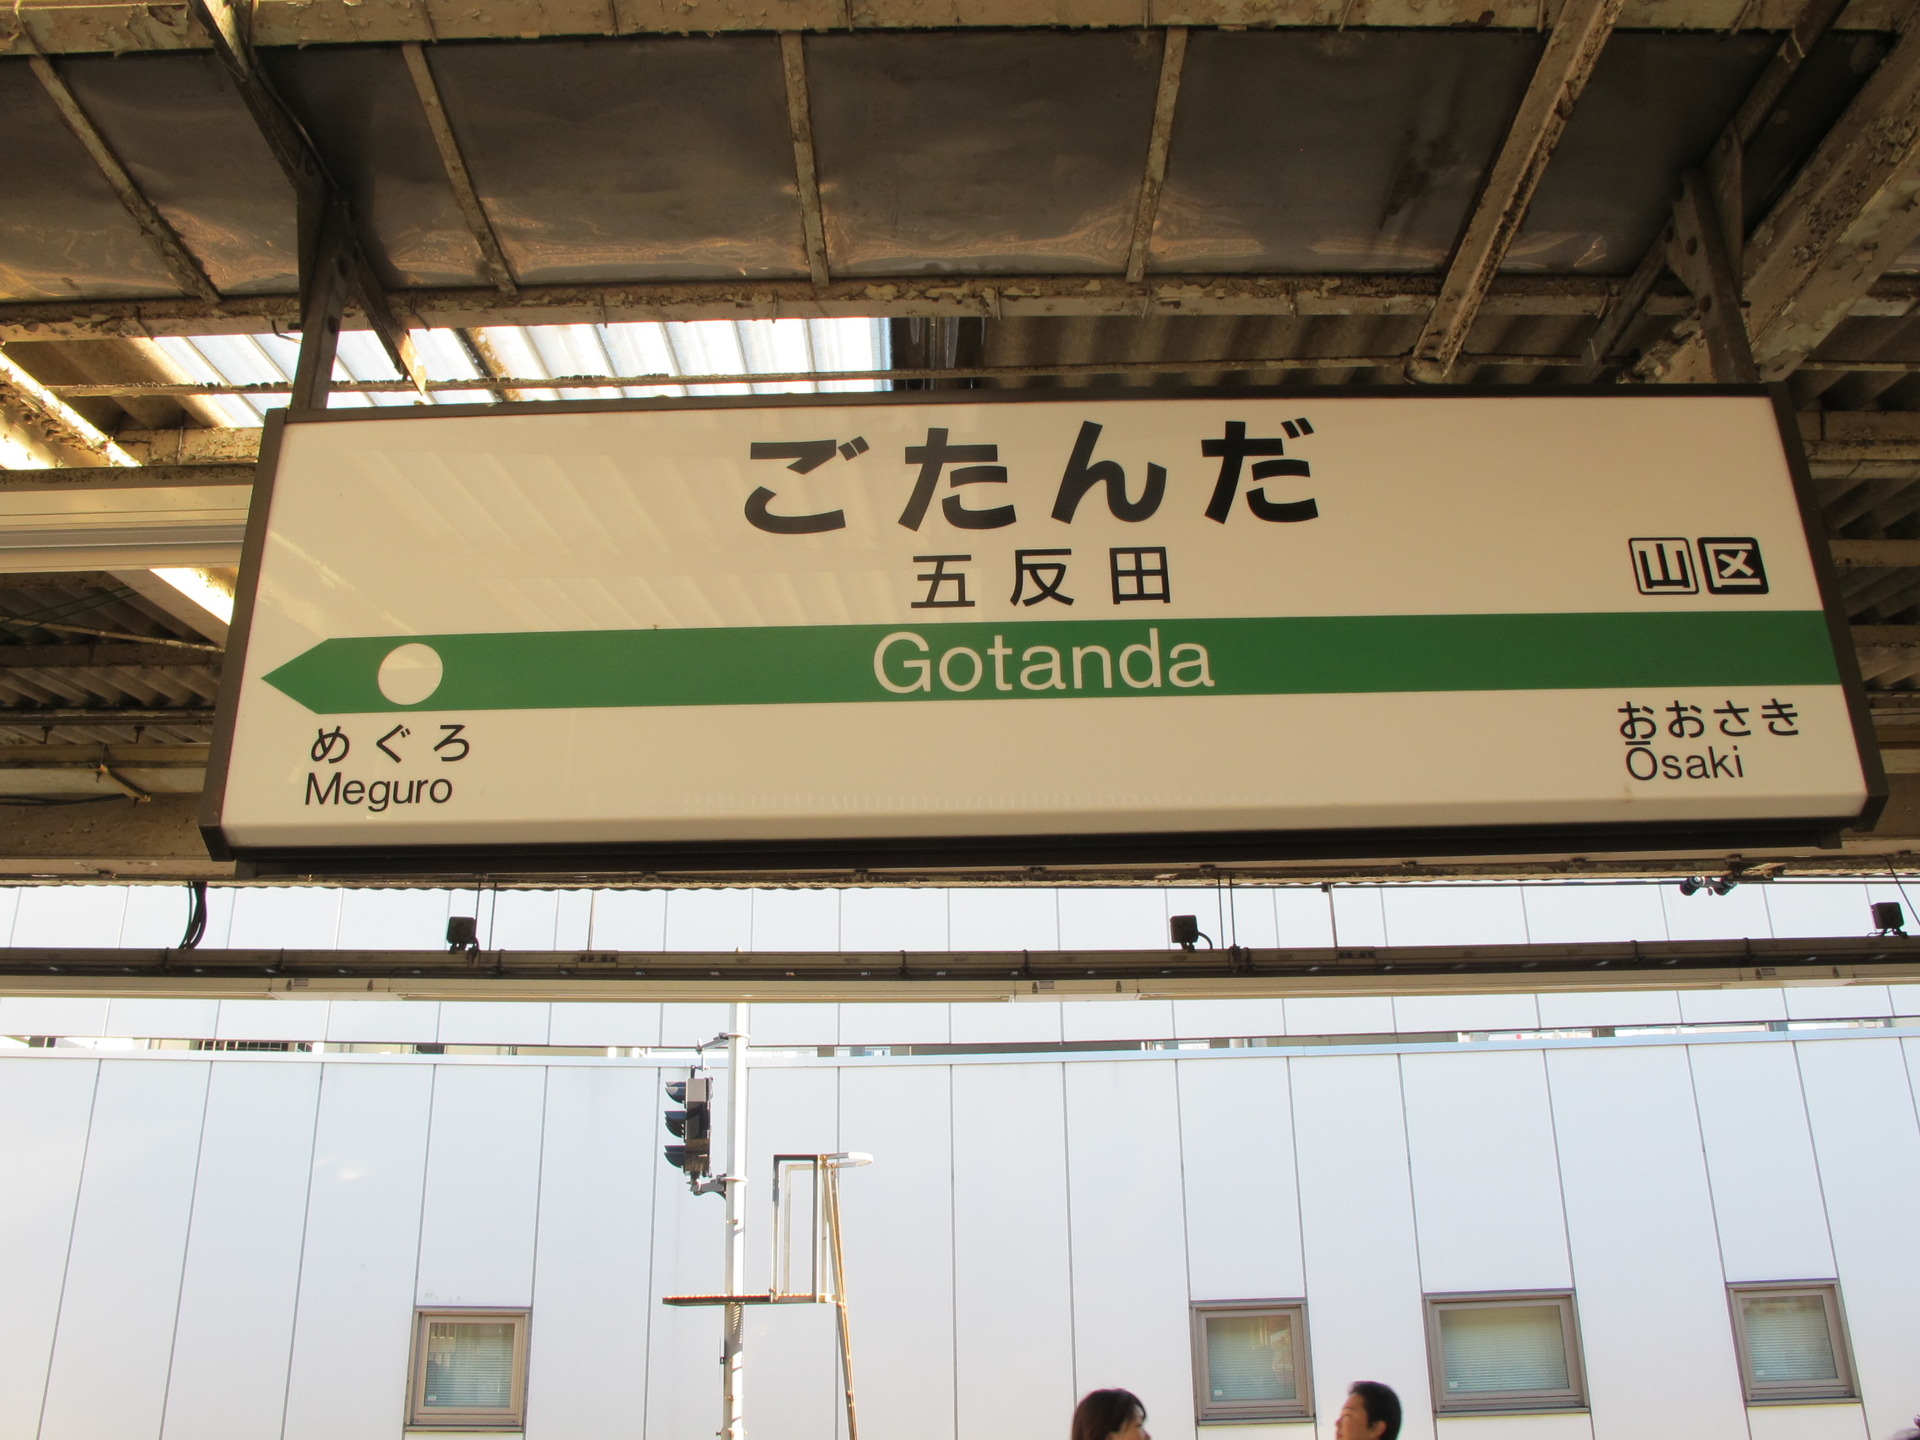 ごたんだ
五反田
山 区
Gotanda
めぐろ
Meguro
おおさき
Ōsaki